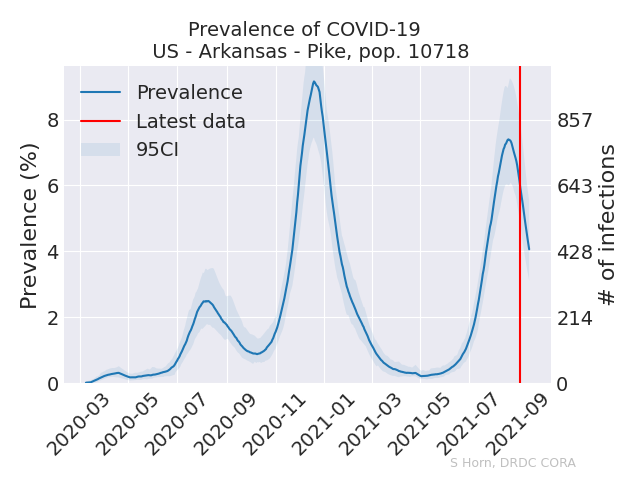 Prevalence of COVID-19
US - Arkansas - Pike, pop. 10718
Prevalence
Latest data
95CI
Prevalence (%)
8
6
4
2
0
857
643
428
214
0
# of infections
2020-03
2020-05
2020-07
2020-09
2020-11
2021-01
2021-03
2021-05
2021-07
2021-09
S Horn, DRDC CORA